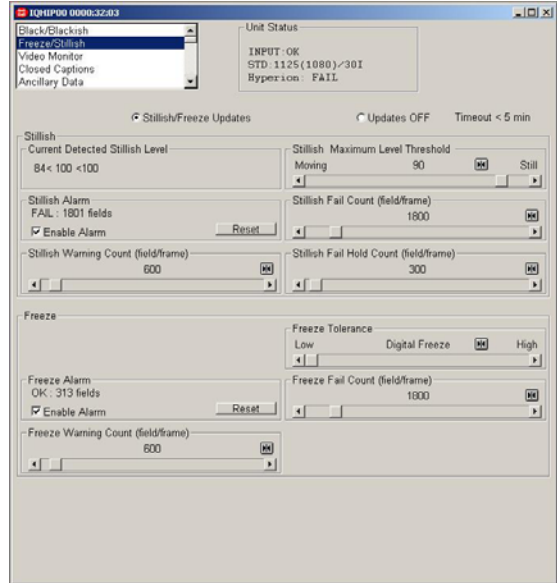 IQHIP00 0000:32:03
Black/Blackish
Freeze/Stillish
Video Monitor
Closed Captions
Ancillary Data
Unit Status
INPUT:OK
STD:1125(1080)/30I
Hyperion: FAIL
Stillish/Freeze Updates
Updates OFF
Timeout < 5 min
Stillish
Current Detected Stillish Level
84< 100 <100
Stillish Maximum Level Threshold
Moving 90 Still
Stillish Alarm
FAIL : 1801 fields
Enable Alarm
Reset
Stillish Fail Count (field/frame)
1800
Stillish Warning Count (field/frame)
600
Stillish Fail Hold Count (field/frame)
300
Freeze
Freeze Tolerance
Low Digital Freeze High
Freeze Alarm
OK : 313 fields
Enable Alarm
Reset
Freeze Fail Count (field/frame)
1800
Freeze Warning Count (field/frame)
600